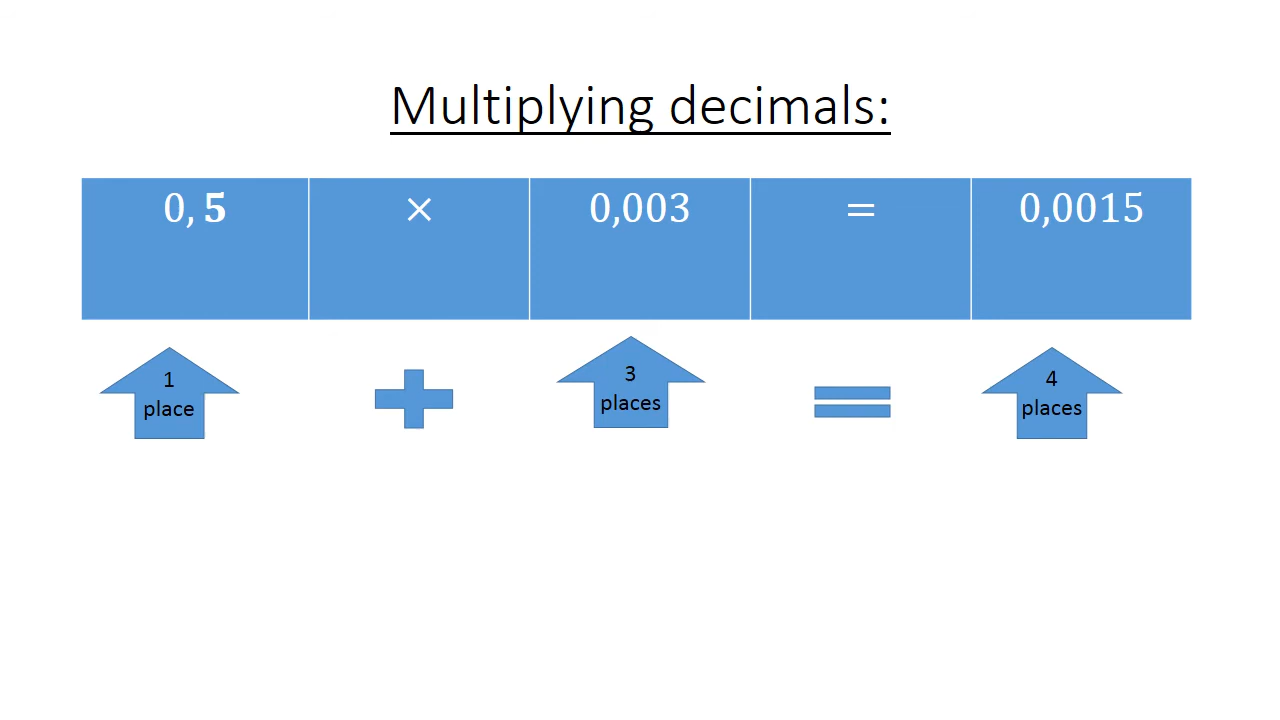 Multiplying decimals:
0,5 × 0,003 = 0,0015
1 place
3 places
4 places